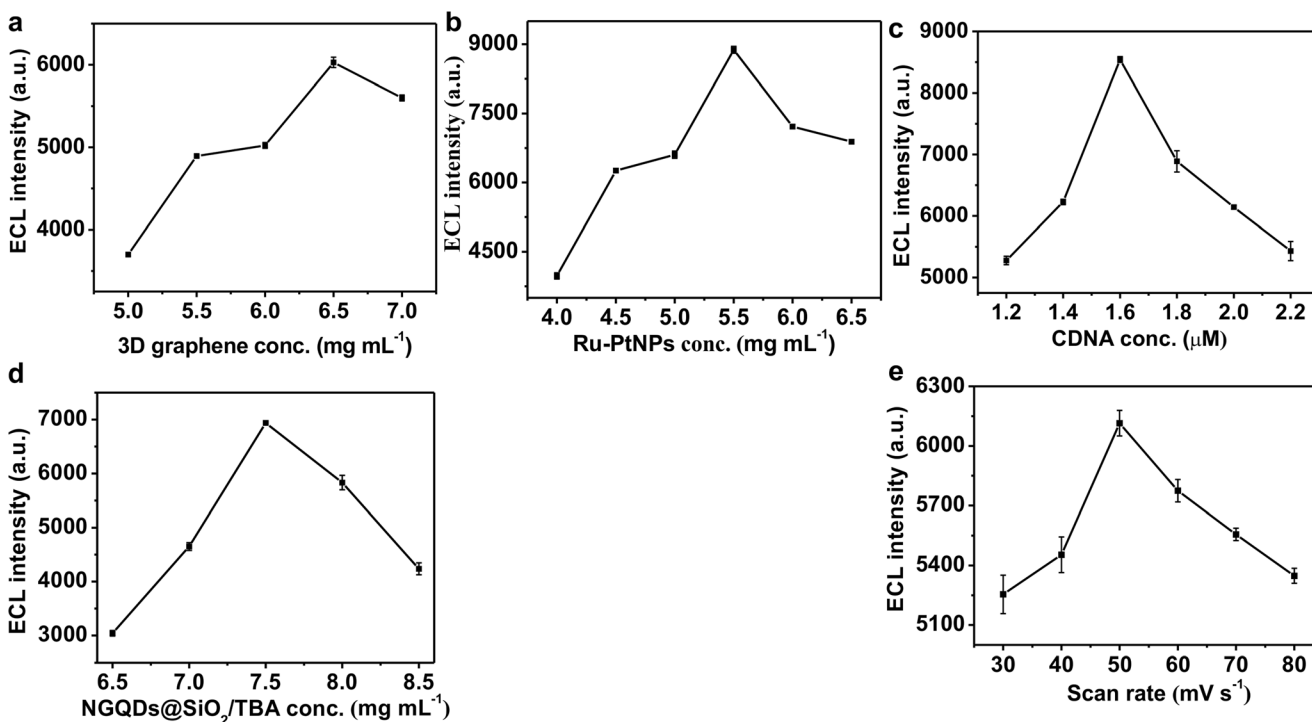 a
ECL intensity (a.u.)
6000
5000
4000
5.0 5.5 6.0 6.5 7.0
3D graphene conc. (mg mL⁻¹)
b
ECL intensity (a.u.)
9000
7500
6000
4500
4.0 4.5 5.0 5.5 6.0 6.5
Ru-PtNPs conc. (mg mL⁻¹)
c
ECL intensity (a.u.)
9000
8000
7000
6000
5000
1.2 1.4 1.6 1.8 2.0 2.2
CDNA conc. (μM)
d
ECL intensity (a.u.)
7000
6000
5000
4000
3000
6.5 7.0 7.5 8.0 8.5
NGQDs@SiO₂/TBA conc. (mg mL⁻¹)
e
ECL intensity (a.u.)
6300
6000
5700
5400
5100
30 40 50 60 70 80
Scan rate (mV s⁻¹)